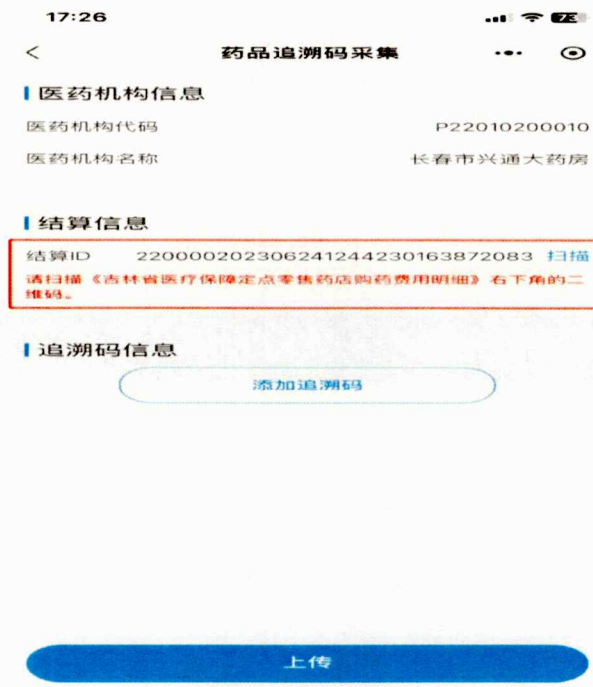 17:26
73
药品追溯码采集
医药机构信息
医药机构代码 P22010200010
医药机构名称 长春市兴通大药房
结算信息
结算ID 220000202306241244230163872083 扫描
请扫描《吉林省医疗保障定点零售药店购药费用明细》右下角的二
维码。
追溯码信息
添加追溯码
上传